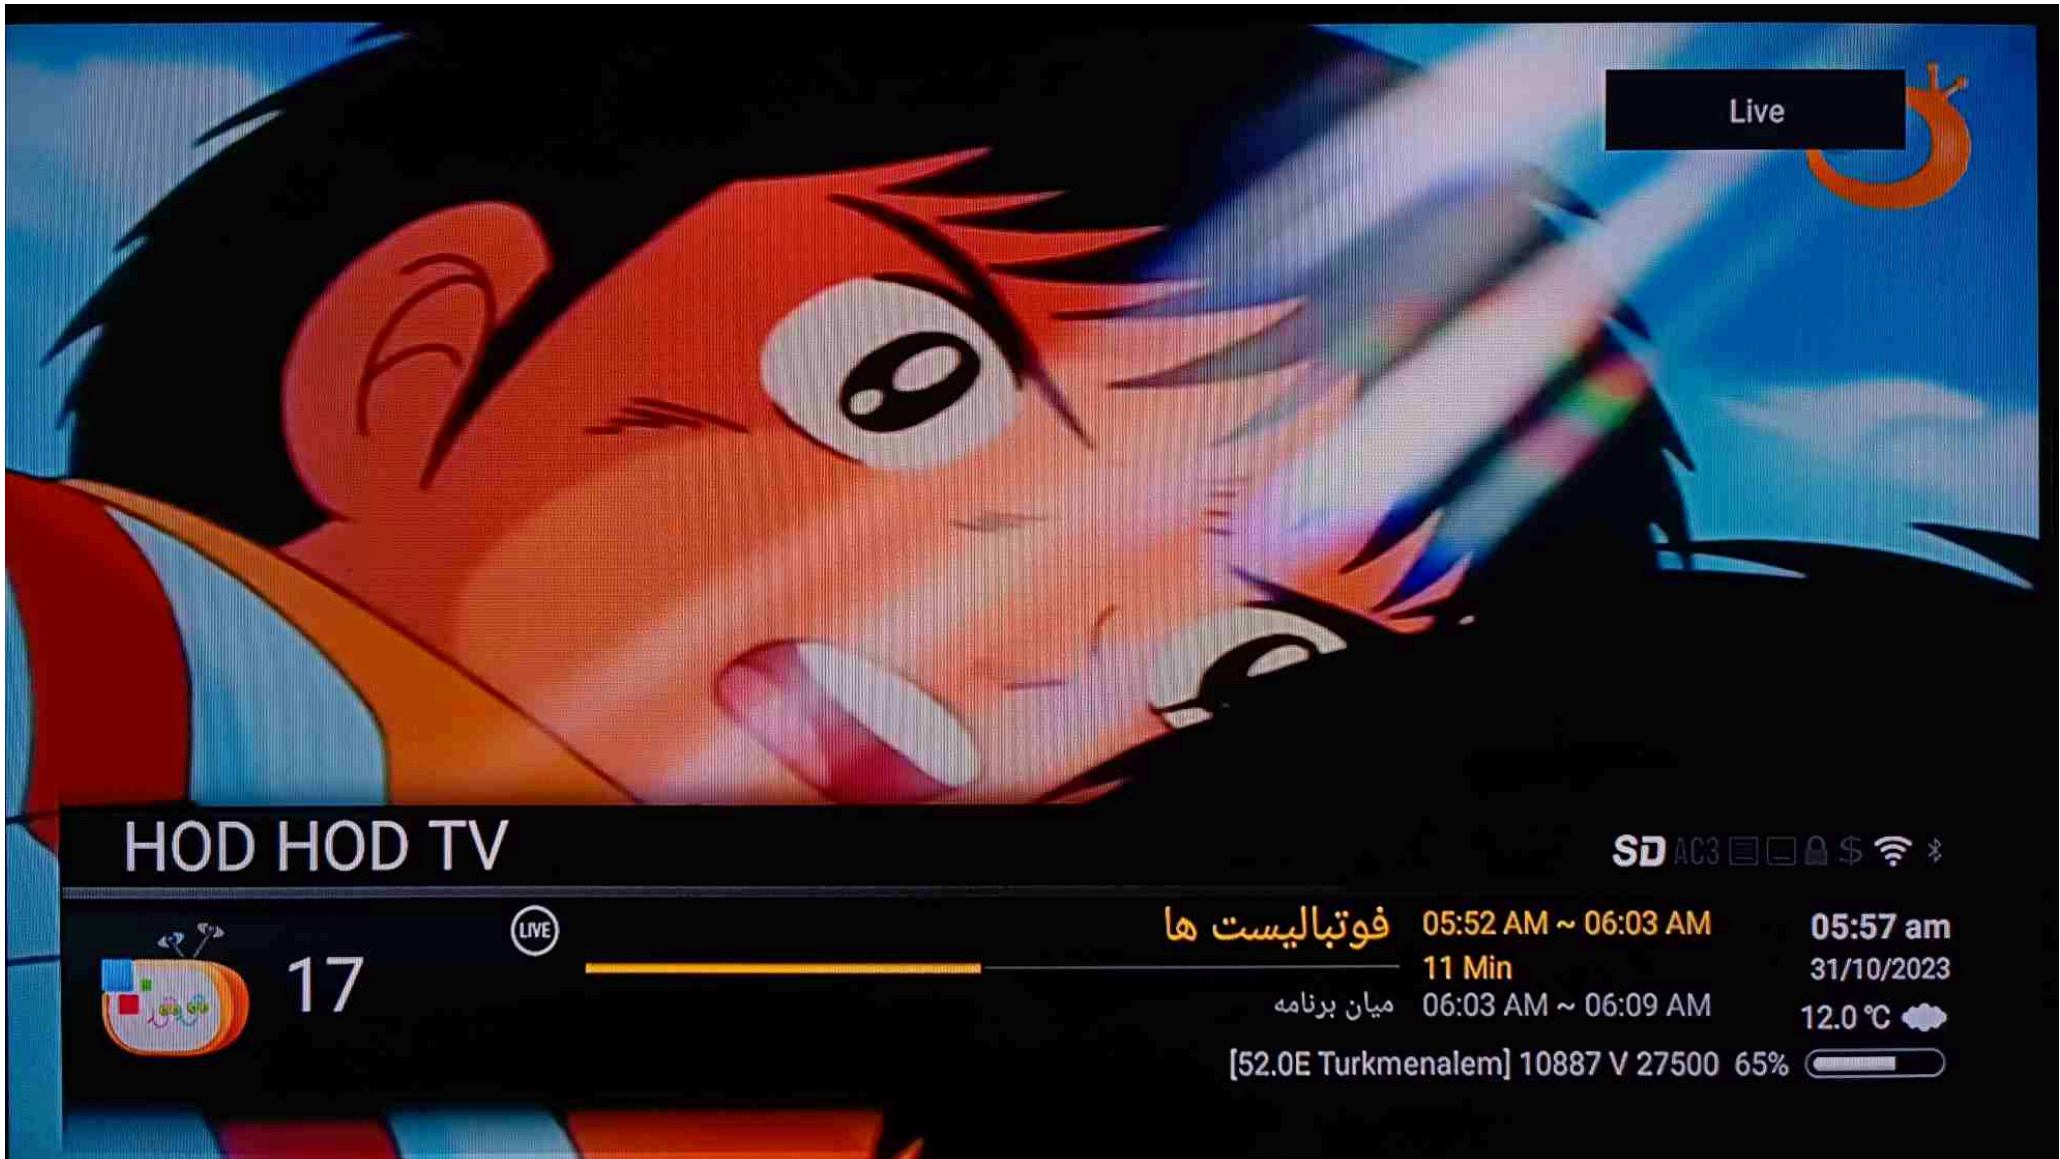 Live
HOD HOD TV
SD AC3 $
17
LIVE
فوتبالیست ها 05:52 AM ~ 06:03 AM
11 Min
میان برنامه 06:03 AM ~ 06:09 AM
05:57 am
31/10/2023
12.0 °C
[52.0E Turkmenalem] 10887 V 27500 65%